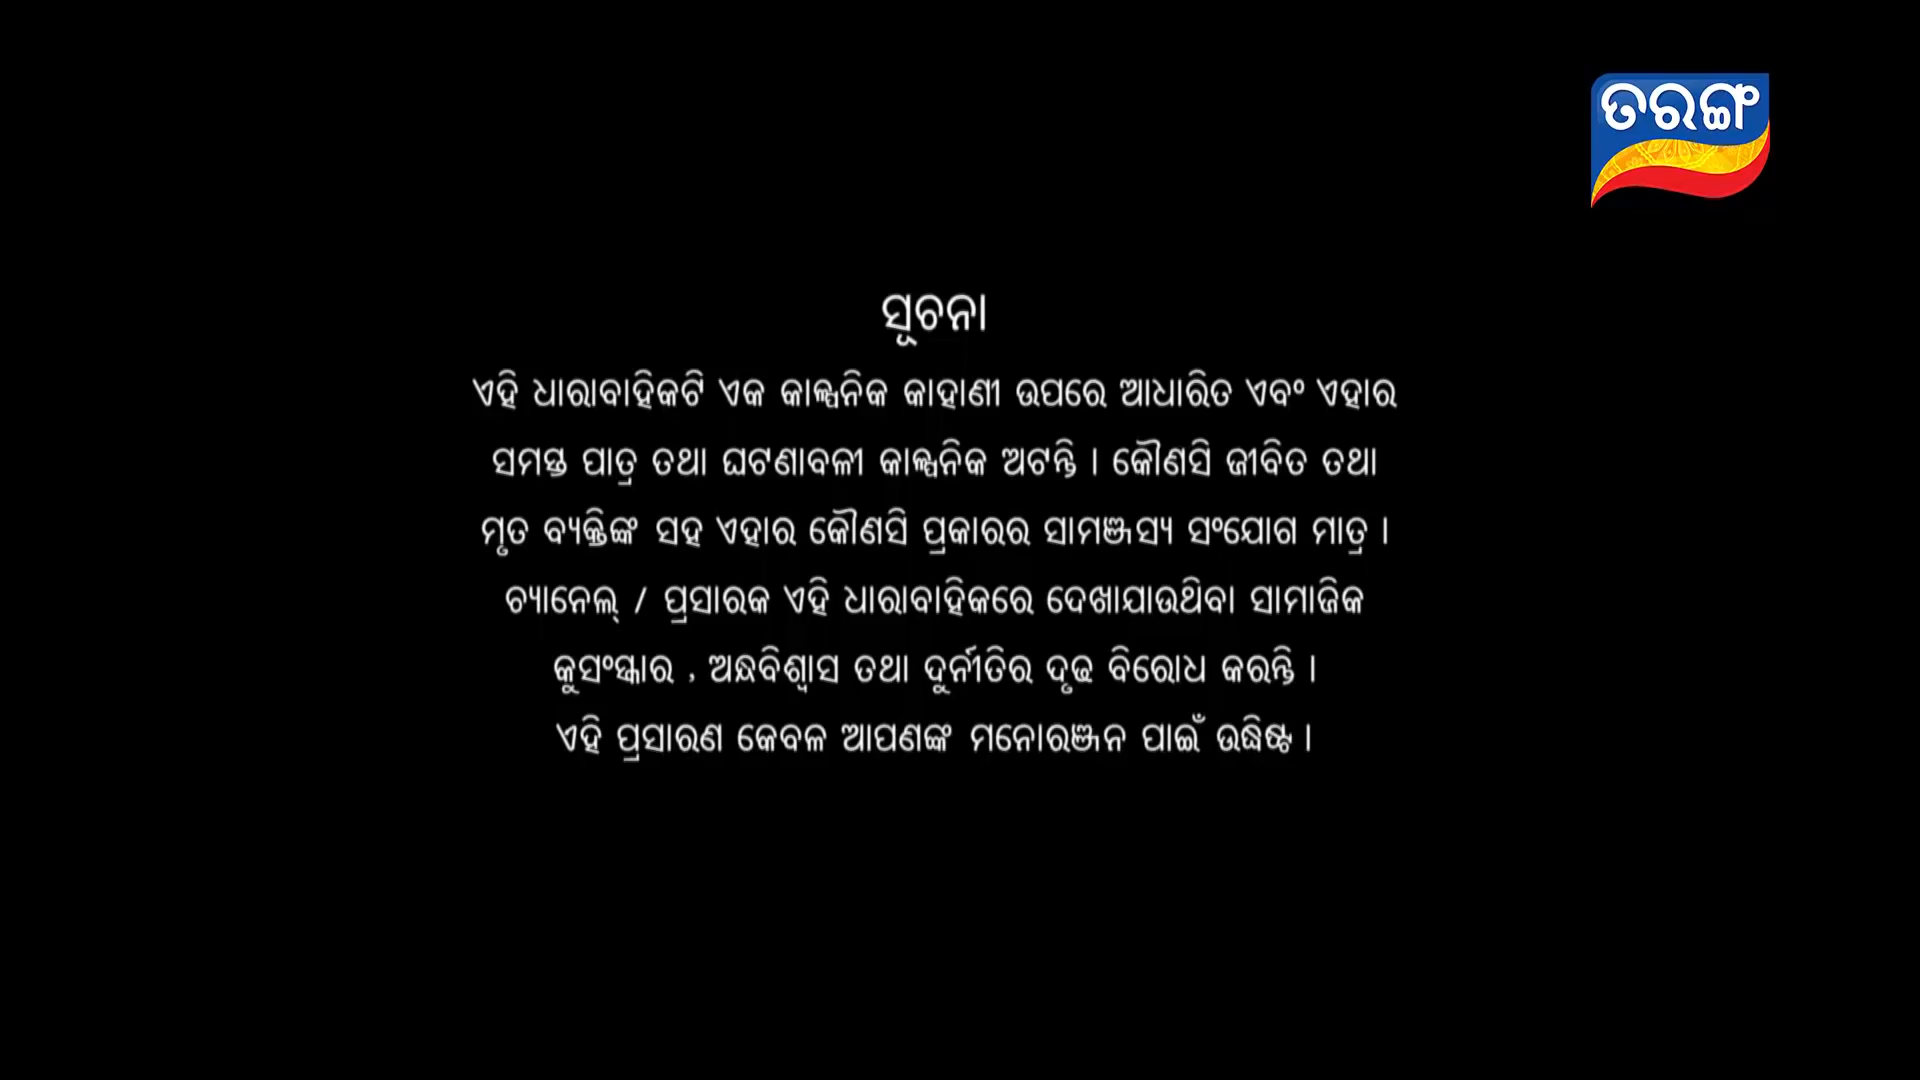 ତରଙ୍ଗ
ସୂଚନା
ଏହି ଧାରାବାହିକଟି ଏକ କାଳ୍ପନିକ କାହାଣୀ ଉପରେ ଆଧାରିତ ଏବଂ ଏହାର
ସମସ୍ତ ପାତ୍ର ତଥା ଘଟଣାବଳୀ କାଳ୍ପନିକ ଅଟନ୍ତି । କୌଣସି ଜୀବିତ ତଥା
ମୃତ ବ୍ୟକ୍ତିଙ୍କ ସହ ଏହାର କୌଣସି ପ୍ରକାରର ସାମଞ୍ଜସ୍ୟ ସଂଯୋଗ ମାତ୍ର ।
ଚ୍ୟାନେଲ୍ / ପ୍ରସାରକ ଏହି ଧାରାବାହିକରେ ଦେଖାଯାଉଥିବା ସାମାଜିକ
କୁସଂସ୍କାର , ଅନ୍ଧବିଶ୍ୱାସ ତଥା ଦୁର୍ନୀତିର ଦୃଢ ବିରୋଧ କରନ୍ତି ।
ଏହି ପ୍ରସାରଣ କେବଳ ଆପଣଙ୍କ ମନୋରଞ୍ଜନ ପାଇଁ ଉଦ୍ଧିଷ୍ଟ ।